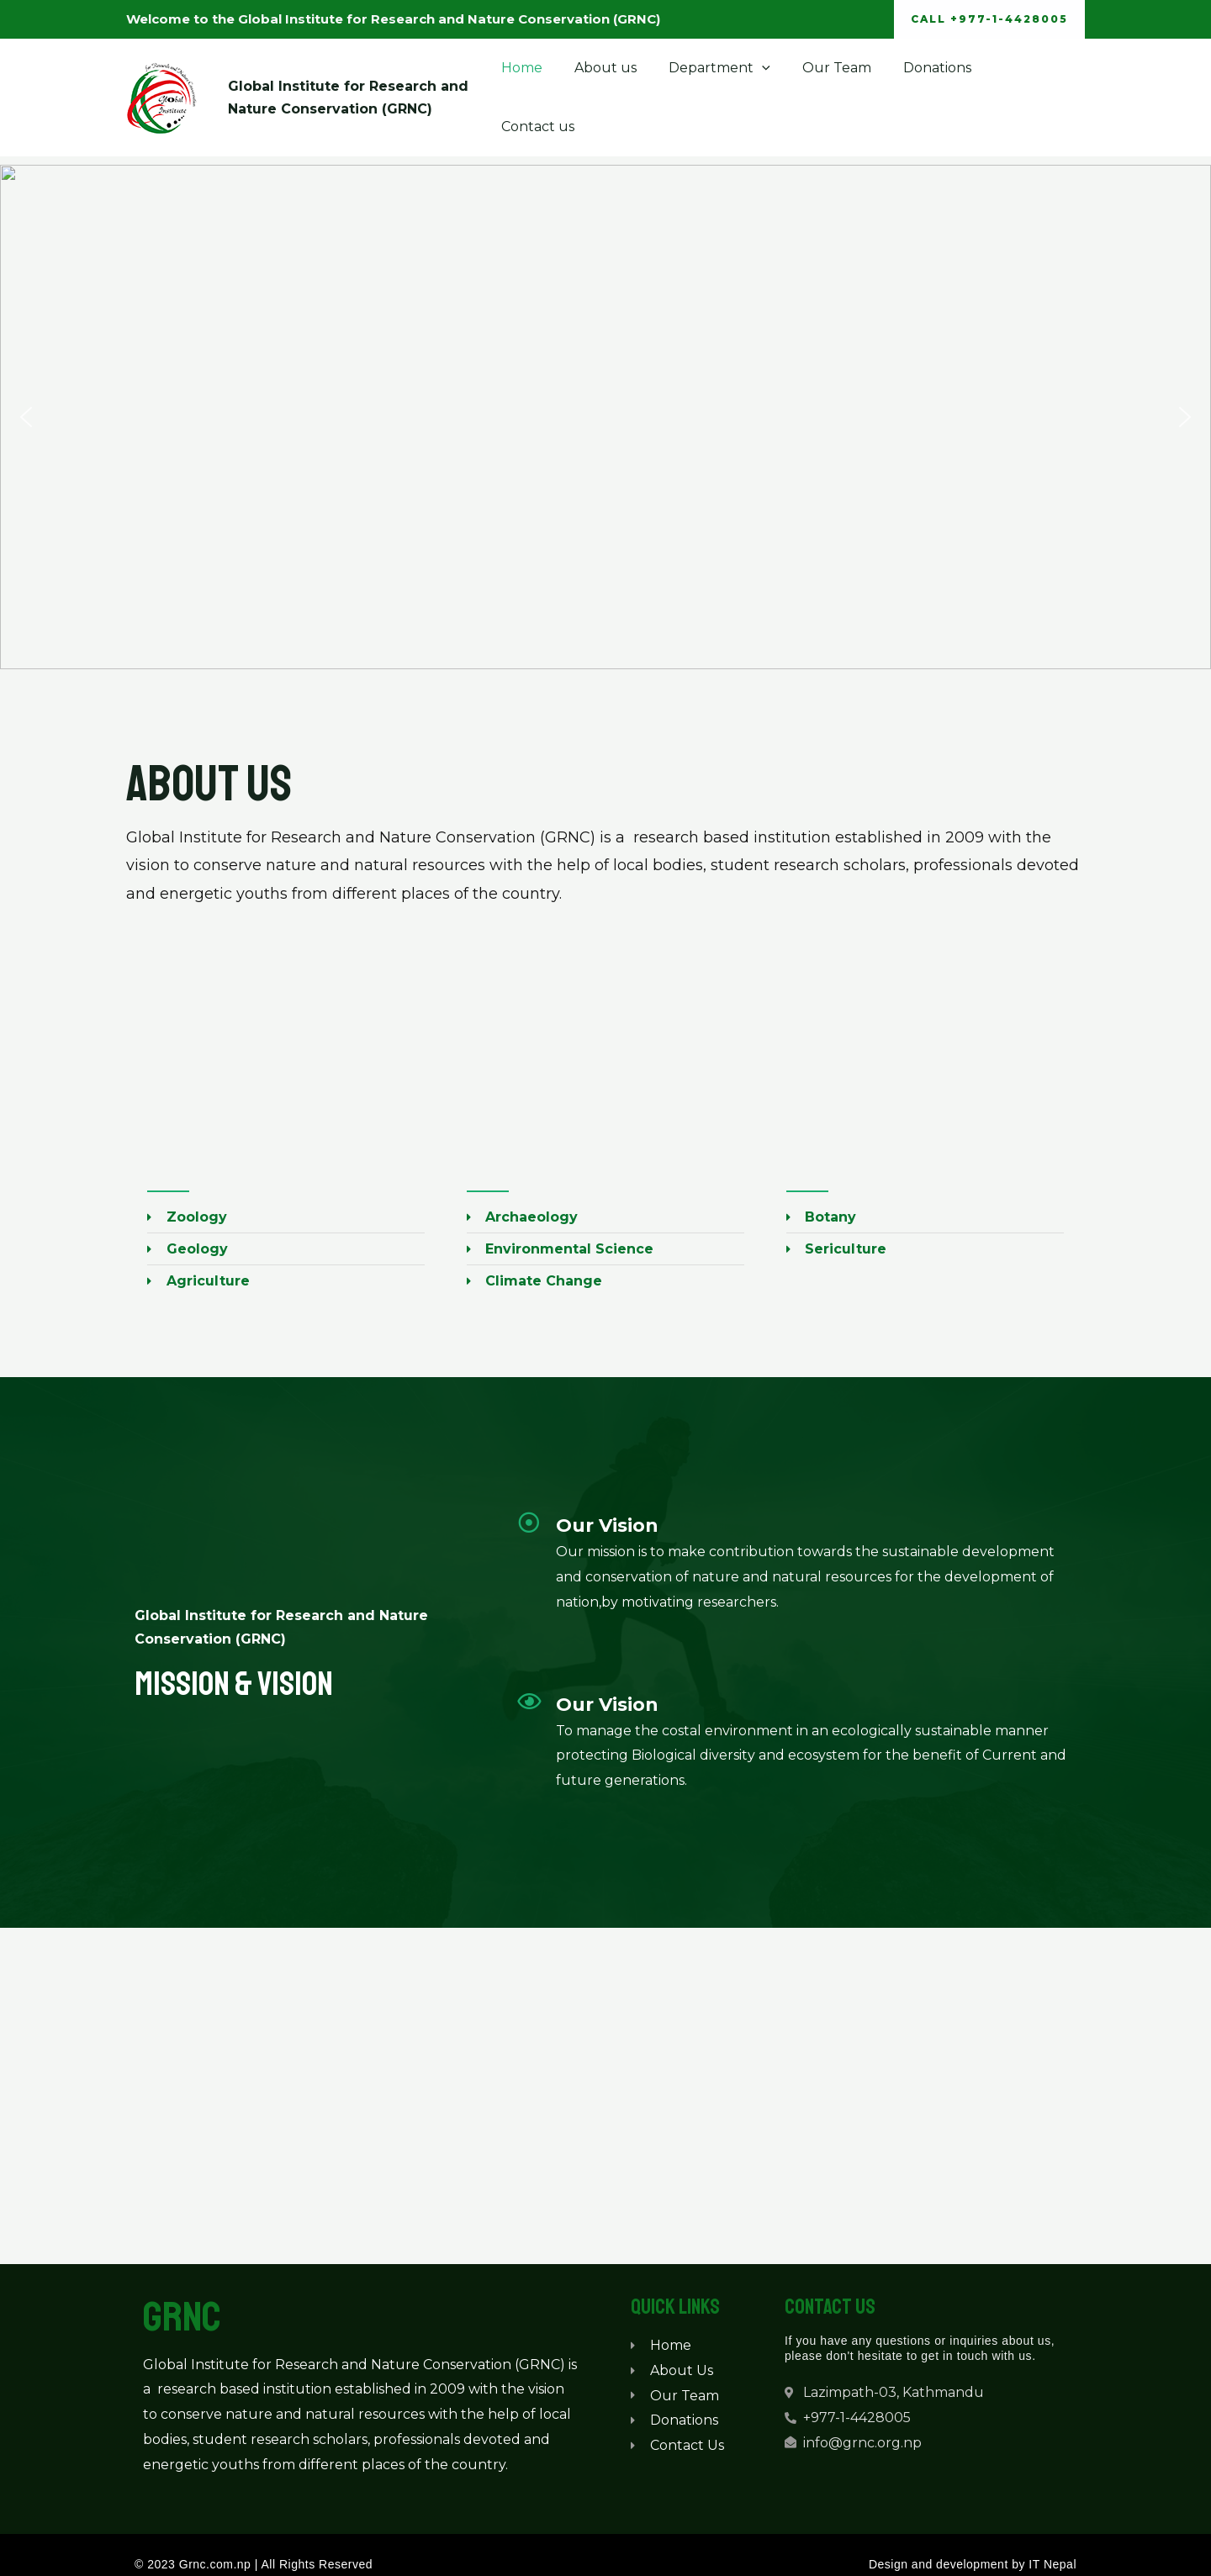 Welcome to the Global Institute for Research and Nature Conservation (GRNC)
CALL +977-1-4428005
for Research and Nature Conservation
Global
Institute
Global Institute for Research and
Nature Conservation (GRNC)
Home
About us
Department
Our Team
Donations
Contact us
ABOUT US
Global Institute for Research and Nature Conservation (GRNC) is a  research based institution established in 2009 with the
vision to conserve nature and natural resources with the help of local bodies, student research scholars, professionals devoted
and energetic youths from different places of the country.
Zoology
Geology
Agriculture
Archaeology
Environmental Science
Climate Change
Botany
Sericulture
Global Institute for Research and Nature
Conservation (GRNC)
MISSION & VISION
Our Vision
Our mission is to make contribution towards the sustainable development
and conservation of nature and natural resources for the development of
nation,by motivating researchers.
Our Vision
To manage the costal environment in an ecologically sustainable manner
protecting Biological diversity and ecosystem for the benefit of Current and
future generations.
GRNC
Global Institute for Research and Nature Conservation (GRNC) is
a  research based institution established in 2009 with the vision
to conserve nature and natural resources with the help of local
bodies, student research scholars, professionals devoted and
energetic youths from different places of the country.
QUICK LINKS
Home
About Us
Our Team
Donations
Contact Us
CONTACT US
If you have any questions or inquiries about us,
please don't hesitate to get in touch with us.
Lazimpath-03, Kathmandu
+977-1-4428005
info@grnc.org.np
© 2023 Grnc.com.np | All Rights Reserved
Design and development by IT Nepal